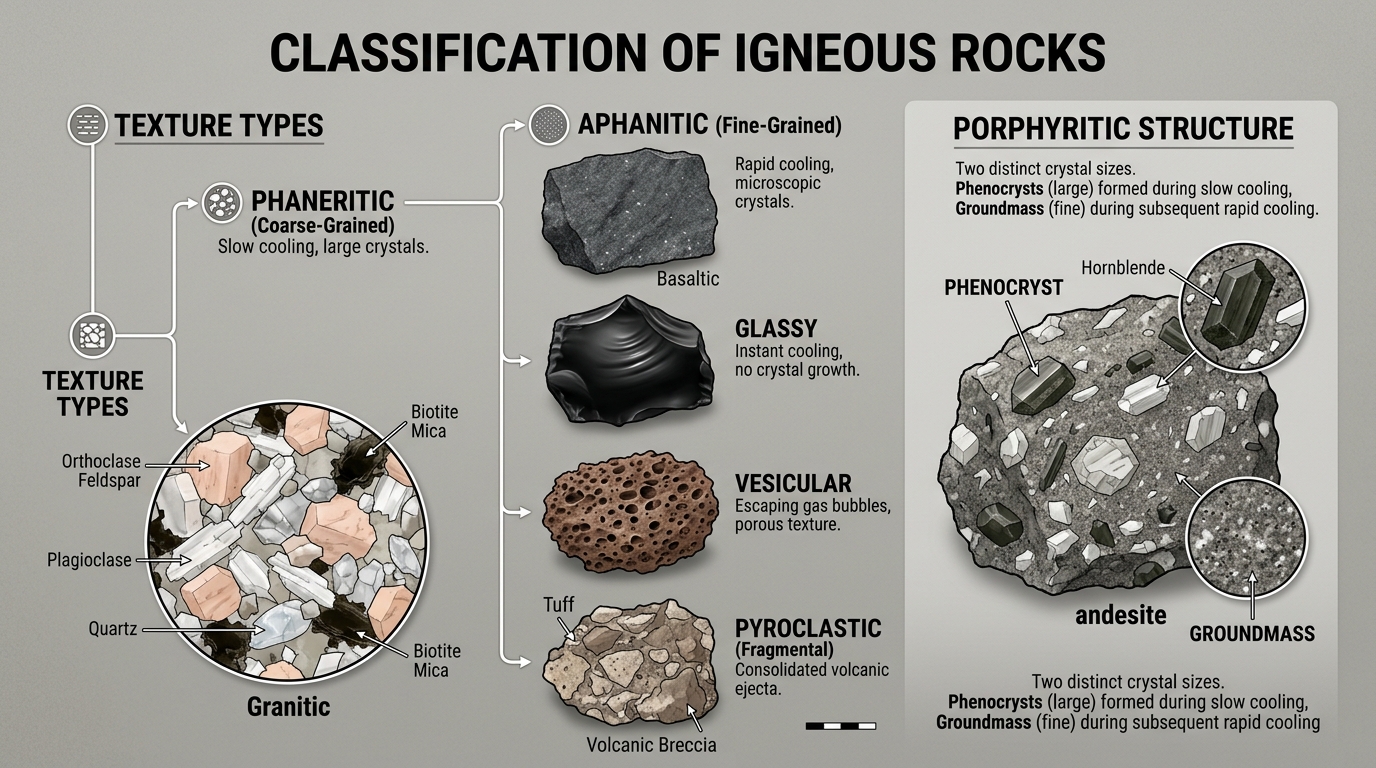 CLASSIFICATION OF IGNEOUS ROCKS
TEXTURE TYPES
PHANERITIC
(Coarse-Grained)
Slow cooling, large crystals.
TEXTURE
TYPES
Biotite
Mica
Orthoclase
Feldspar
Plagioclase
Quartz
Biotite
Mica
Granitic
APHANITIC (Fine-Grained)
Rapid cooling,
microscopic
crystals.
Basaltic
GLASSY
Instant cooling,
no crystal growth.
VESICULAR
Escaping gas bubbles,
porous texture.
Tuff
PYROCLASTIC
(Fragmental)
Consolidated volcanic
ejecta.
Volcanic Breccia
PORPHYRITIC STRUCTURE
Two distinct crystal sizes.
Phenocrysts (large) formed during slow cooling,
Groundmass (fine) during subsequent rapid cooling.
Hornblende
PHENOCRYST
andesite
GROUNDMASS
Two distinct crystal sizes.
Phenocrysts (large) formed during slow cooling,
Groundmass (fine) during subsequent rapid cooling